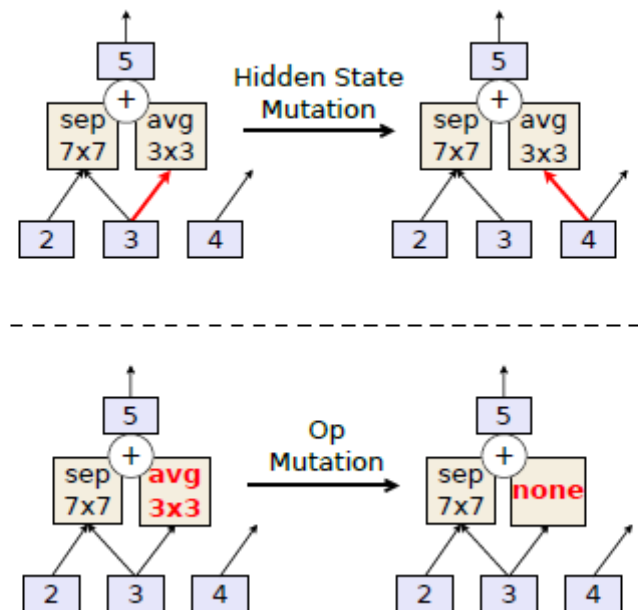 5
+
sep
7x7
avg
3x3
2
3
4
Hidden State
Mutation
5
+
sep
7x7
avg
3x3
2
3
4
5
+
sep
7x7
avg
3x3
2
3
4
Op
Mutation
5
+
sep
7x7
none
2
3
4